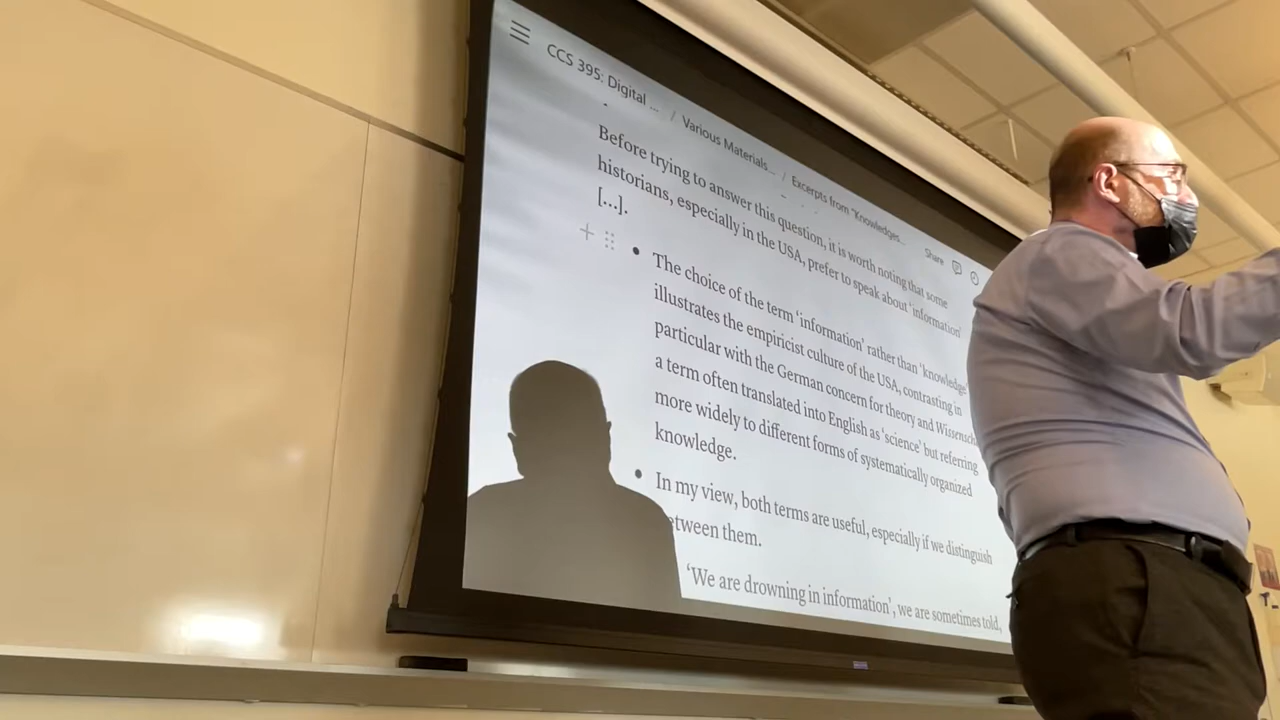 CCS 395: Digital ... / Various Materials... / Excerpts from "Knowledges...
Share
Before trying to answer this question, it is worth noting that some
historians, especially in the USA, prefer to speak about 'information'
[...].
The choice of the term 'information' rather than 'knowledge'
illustrates the empiricist culture of the USA, contrasting in
particular with the German concern for theory and Wissensch
a term often translated into English as 'science' but referring
more widely to different forms of systematically organized
knowledge.
In my view, both terms are useful, especially if we distinguish
etween them.
'We are drowning in information', we are sometimes told,